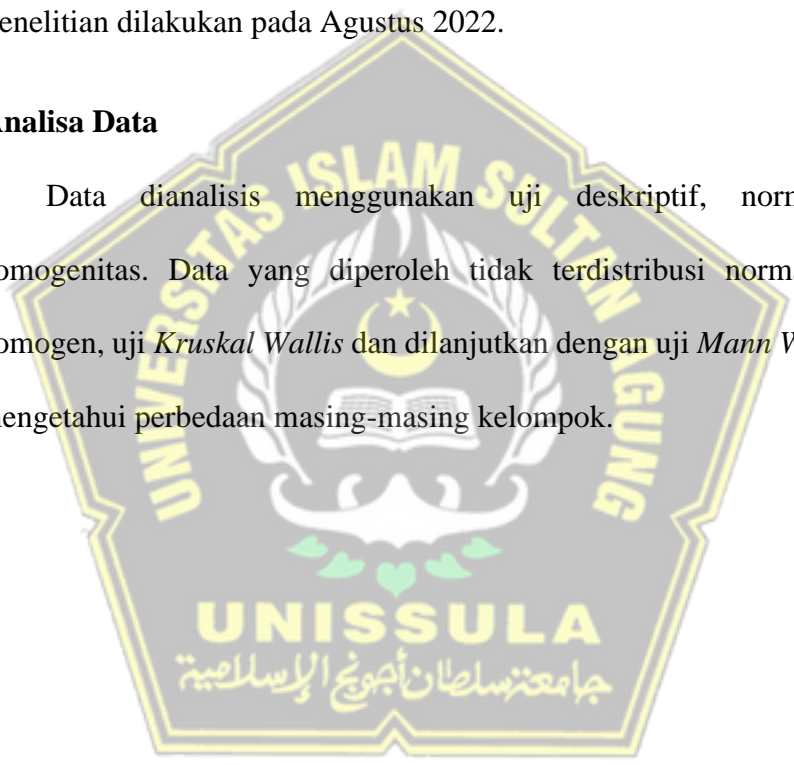 enelitian dilakukan pada Agustus 2022.
nalisa Data
Data dianalisis menggunakan uji deskriptif, norm
omogenitas. Data yang diperoleh tidak terdistribusi norma
omogen, uji Kruskal Wallis dan dilanjutkan dengan uji Mann W
engetahui perbedaan masing-masing kelompok.
UNIVERSITAS ISLAM SULTAN AGUNG
UNISSULA
جامعة سلطان أجونج الإسلامية